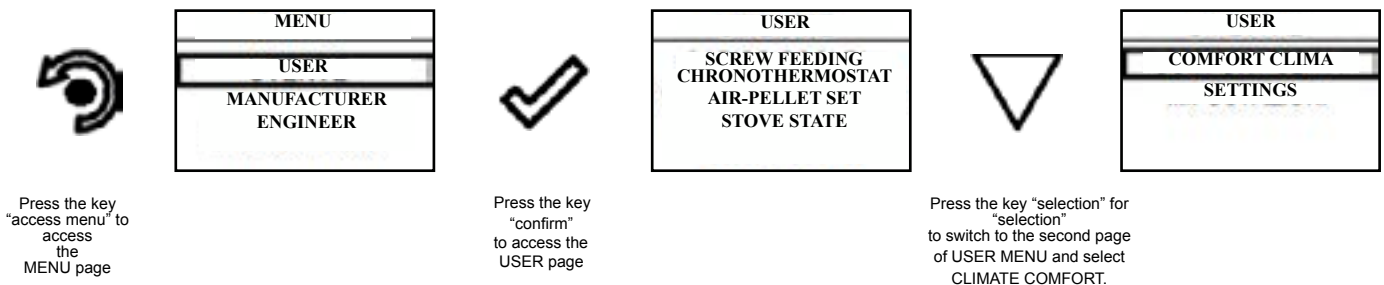 MENU
USER
MANUFACTURER
ENGINEER
USER
SCREW FEEDING
CHRONOTHERMOSTAT
AIR-PELLET SET
STOVE STATE
USER
COMFORT CLIMA
SETTINGS
Press the key
“access menu” to
access
the
MENU page
Press the key
“confirm”
to access the
USER page
Press the key “selection” for
“selection”
to switch to the second page
of USER MENU and select
CLIMATE COMFORT.